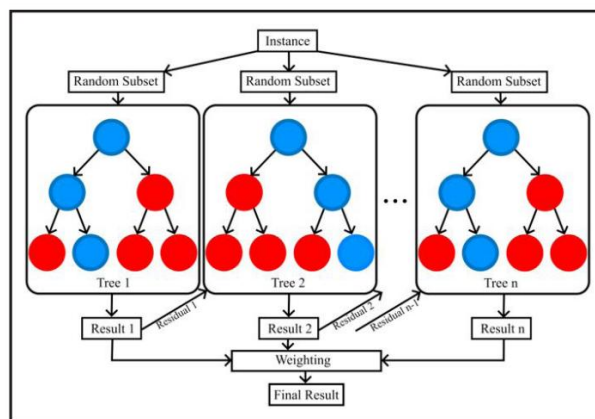 Instance
Random Subset
Random Subset
Random Subset
...
Tree 1
Tree 2
Tree n
Residual 1
Residual 2
Residual n-1
Result 1
Result 2
Result n
Weighting
Final Result